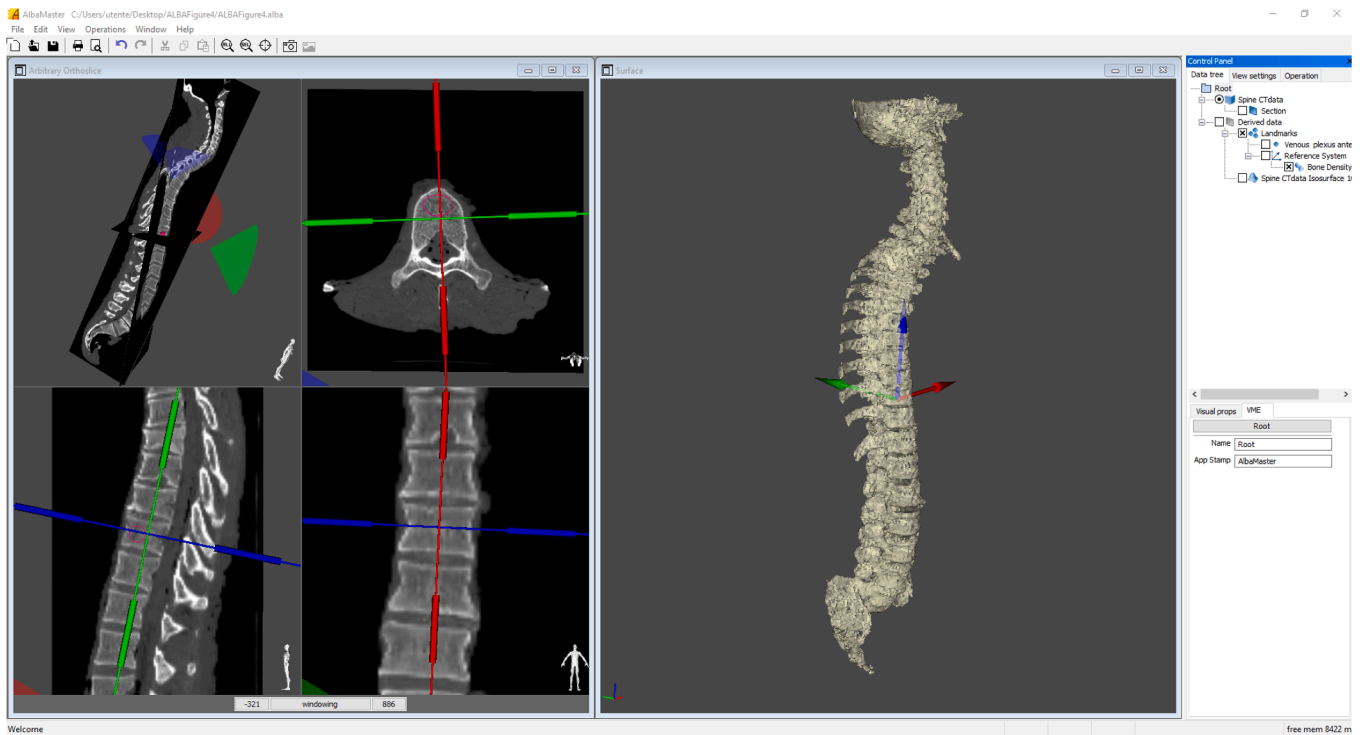 AlbaMaster C:/Users/utente/Desktop/ALBAFigure4/ALBAFigure4.alba
File Edit View Operations Window Help
Arbitrary Orthoslice
Surface
-321 windowing 886
Control Panel
Data tree View settings Operation
Root
Spine CTdata
Section
Derived data
Landmarks
Venous plexus ante
Reference System
Bone Density
Spine CTdata Isosurface
Visual props VME
Root
Name Root
App Stamp AlbaMaster
Welcome
free mem 8422 m